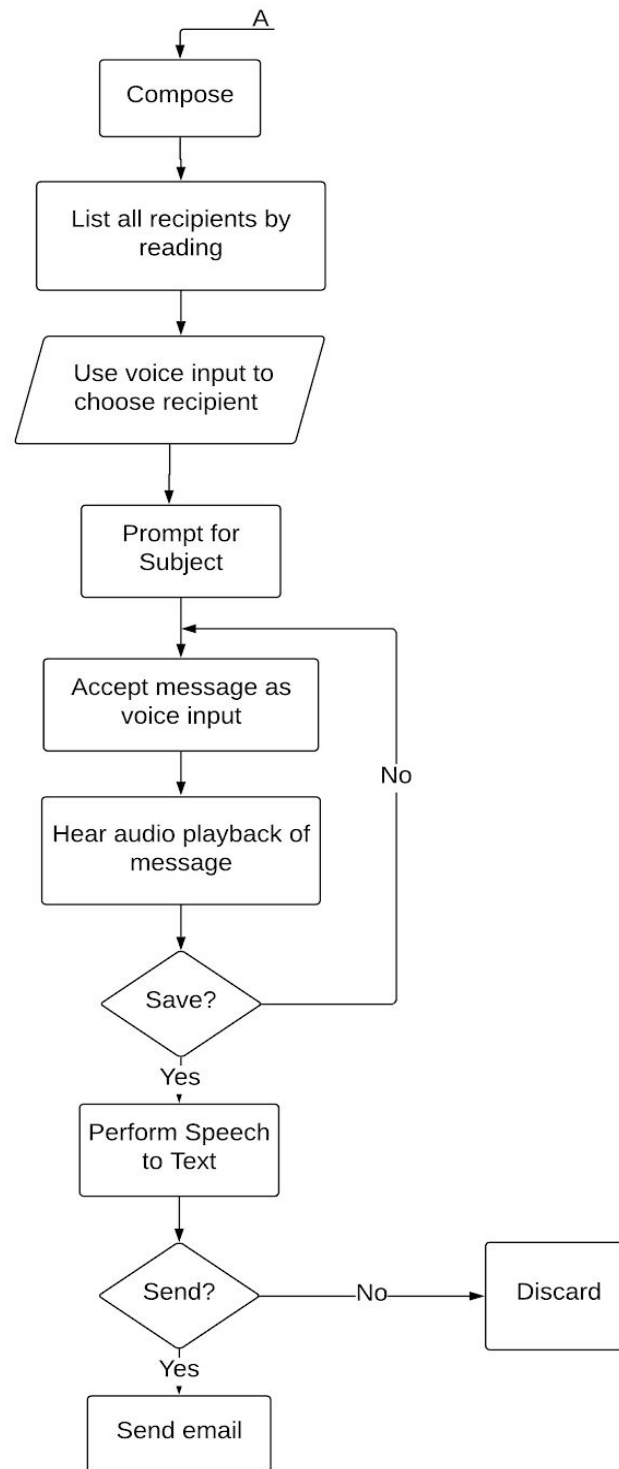 A
Compose
List all recipients by
reading
Use voice input to
choose recipient
Prompt for
Subject
Accept message as
voice input
No
Hear audio playback of
message
Save?
Yes
Perform Speech
to Text
Send?
No
Discard
Yes
Send email